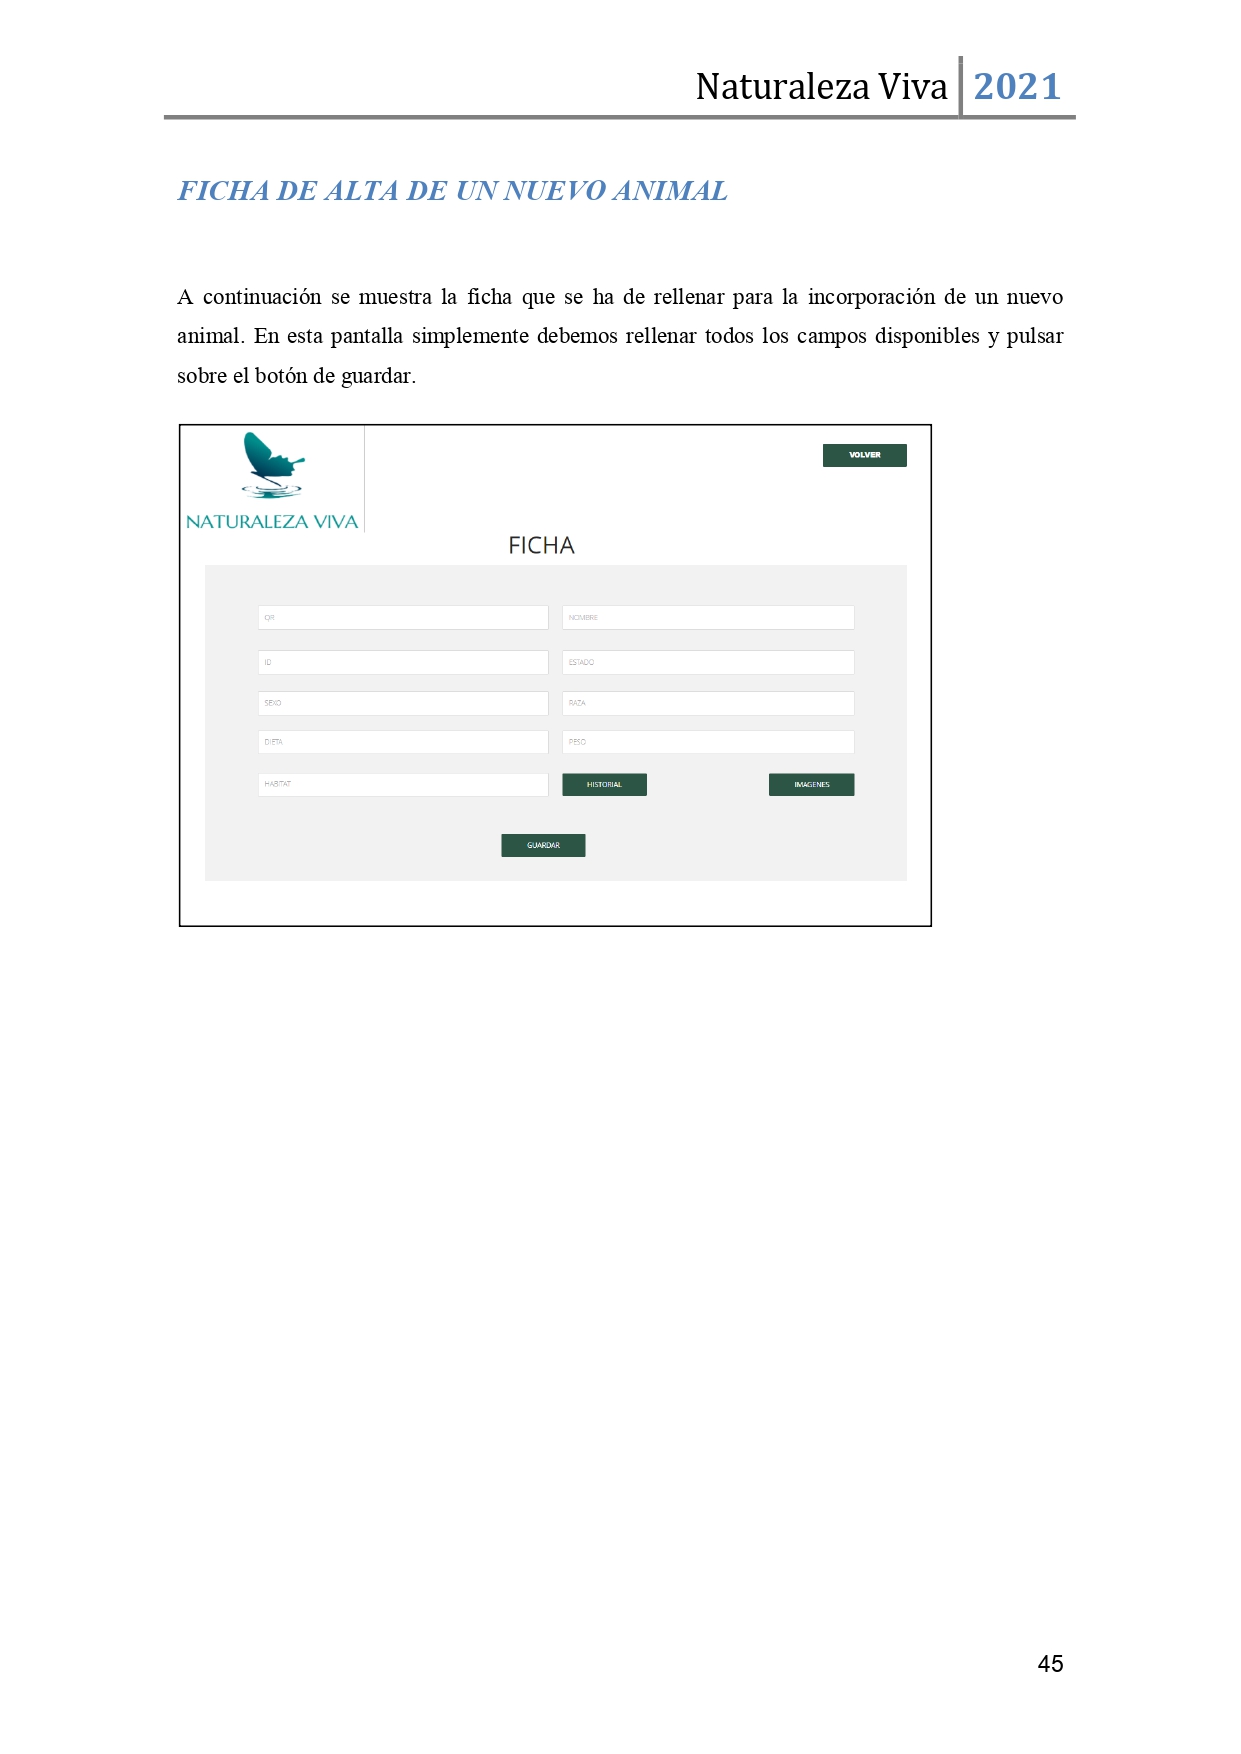 Naturaleza Viva 2021
FICHA DE ALTA DE UN NUEVO ANIMAL
A continuación se muestra la ficha que se ha de rellenar para la incorporación de un nuevo
animal. En esta pantalla simplemente debemos rellenar todos los campos disponibles y pulsar
sobre el botón de guardar.
VOLVER
NATURALEZA VIVA
FICHA
QR NOMBRE
ID ESTADO
SEXO RAZA
DIETA PESO
HABITAT HISTORIAL IMAGENES
GUARDAR
45